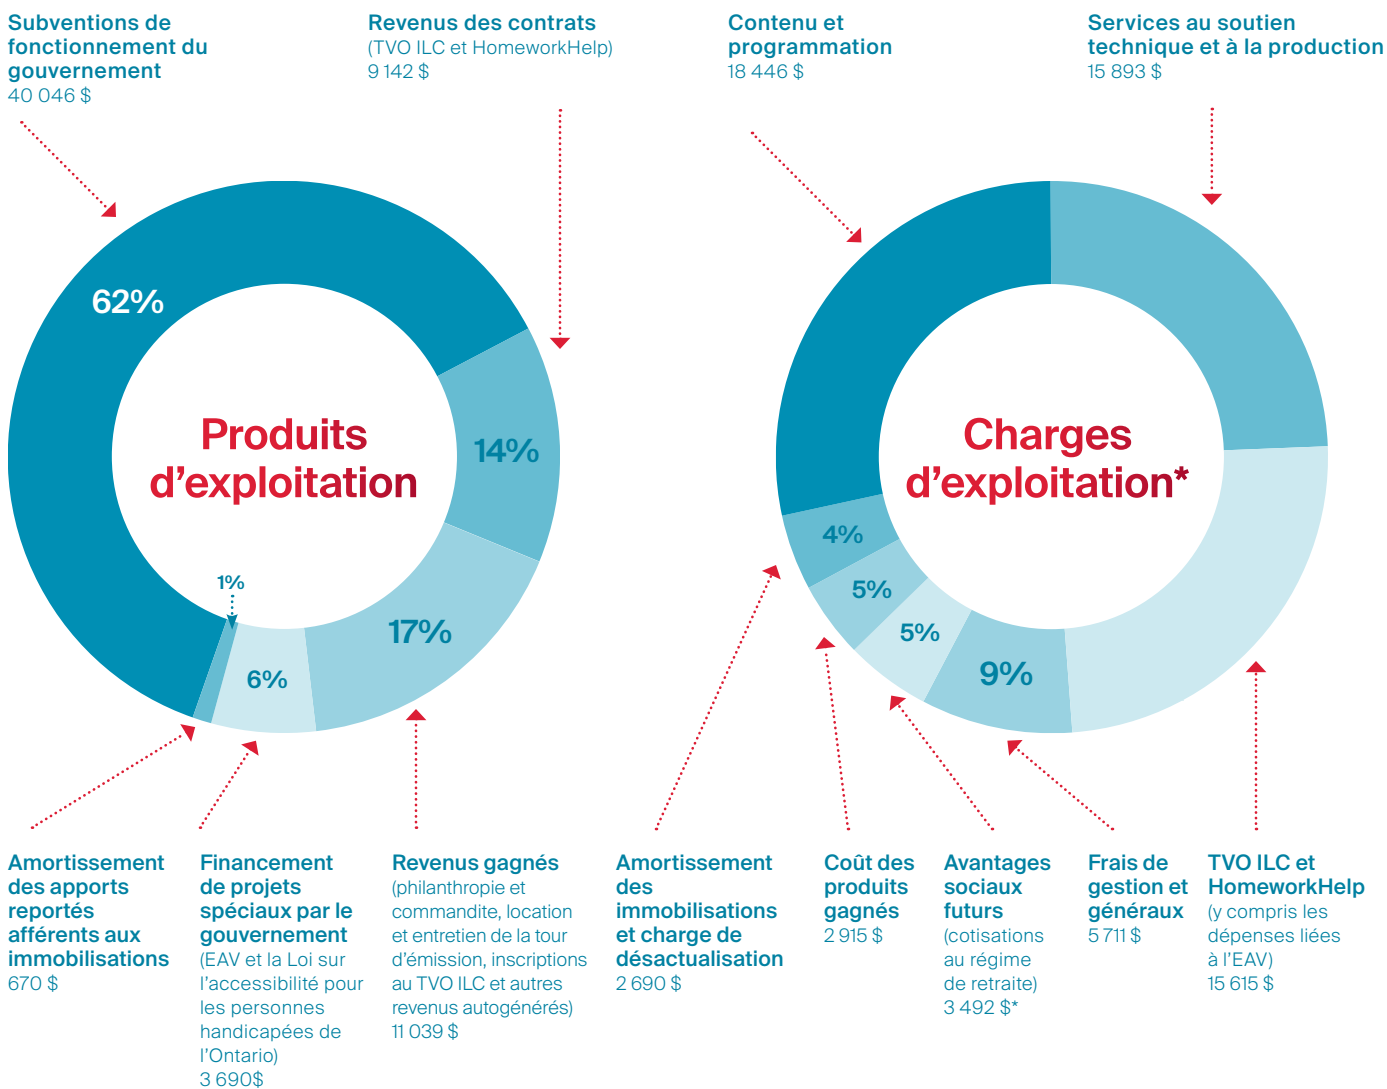 Subventions de
fonctionnement du
gouvernement
40 046 $
Revenus des contrats
(TVO ILC et HomeworkHelp)
9 142 $
62%
14%
17%
6%
1%
Produits
d’exploitation
Amortissement
des apports
reportés
afférents aux
immobilisations
670 $
Financement
de projets
spéciaux par le
gouvernement
(EAV et la Loi sur
l’accessibilité pour
les personnes
handicapées de
l’Ontario)
3 690$
Revenus gagnés
(philanthropie et
commandite, location
et entretien de la tour
d’émission, inscriptions
au TVO ILC et autres
revenus autogénérés)
11 039 $
Contenu et
programmation
18 446 $
Services au soutien
technique et à la production
15 893 $
Charges
d’exploitation*
4%
5%
5%
9%
Amortissement
des
immobilisations
et charge de
désactualisation
2 690 $
Coût des
produits
gagnés
2 915 $
Avantages
sociaux
futurs
(cotisations
au régime
de retraite)
3 492 $*
Frais de
gestion et
généraux
5 711 $
TVO ILC et
HomeworkHelp
(y compris les
dépenses liées
à l’EAV)
15 615 $